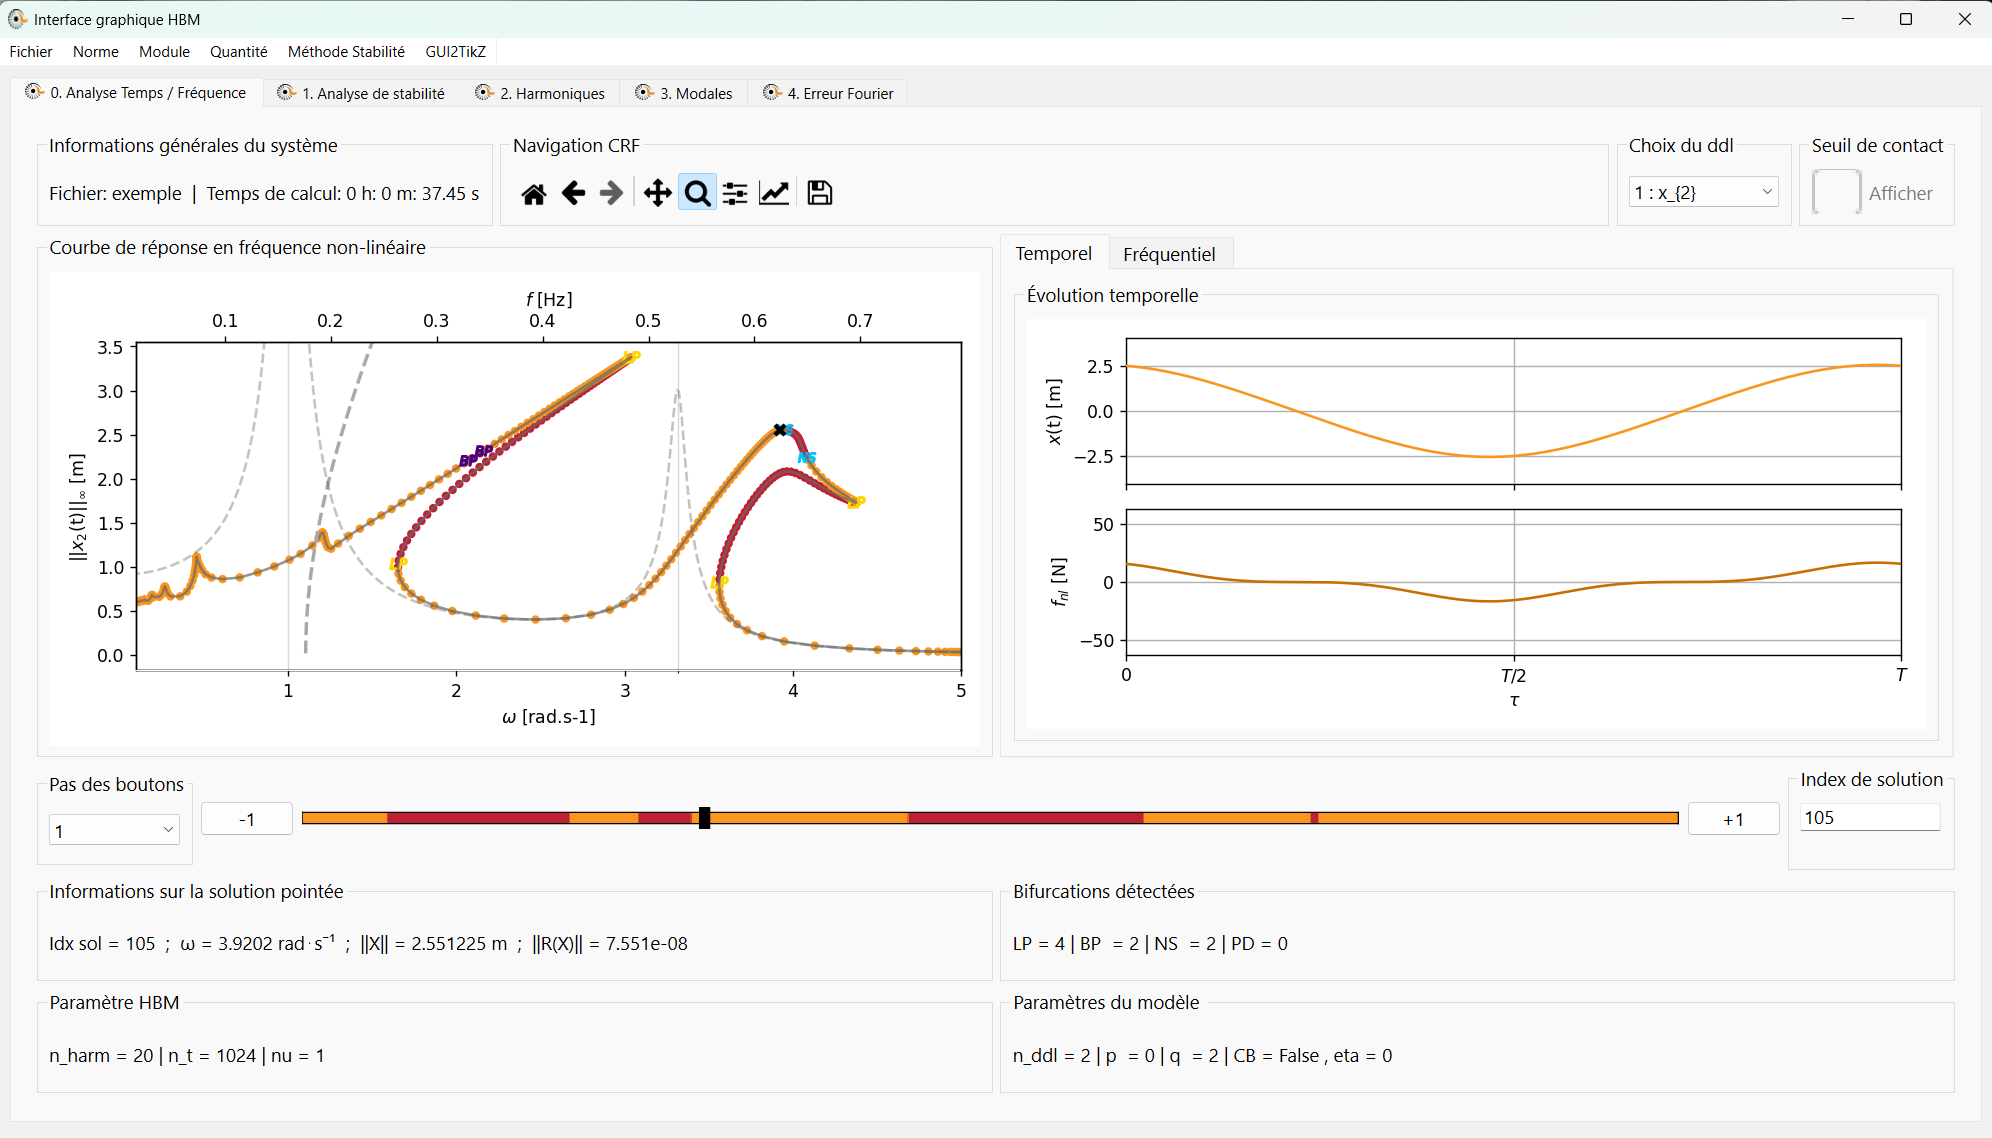 Interface graphique HBM
Fichier Norme Module Quantité Méthode Stabilité GUI2TikZ
0. Analyse Temps / Fréquence 1. Analyse de stabilité 2. Harmoniques 3. Modales 4. Erreur Fourier
Informations générales du système
Fichier: exemple | Temps de calcul: 0 h: 0 m: 37.45 s
Navigation CRF
Choix du ddl
1 : x_{2}
Seuil de contact
Afficher
Courbe de réponse en fréquence non-linéaire
f [Hz]
0.1 0.2 0.3 0.4 0.5 0.6 0.7
3.5
3.0
2.5
2.0
1.5
1.0
0.5
0.0
||x₂(t)||∞ [m]
LP
BP BP
NS
LP
LP
LP
1 2 3 4 5
ω [rad.s-1]
Temporel Fréquentiel
Évolution temporelle
x(t) [m]
2.5
0.0
−2.5
fnl [N]
50
0
−50
0 T/2 T
τ
Pas des boutons
1
-1
+1
Index de solution
105
Informations sur la solution pointée
Idx sol = 105 ; ω = 3.9202 rad·s⁻¹ ; ||X|| = 2.551225 m ; ||R(X)|| = 7.551e-08
Bifurcations détectées
LP = 4 | BP = 2 | NS = 2 | PD = 0
Paramètre HBM
n_harm = 20 | n_t = 1024 | nu = 1
Paramètres du modèle
n_ddl = 2 | p = 0 | q = 2 | CB = False , eta = 0